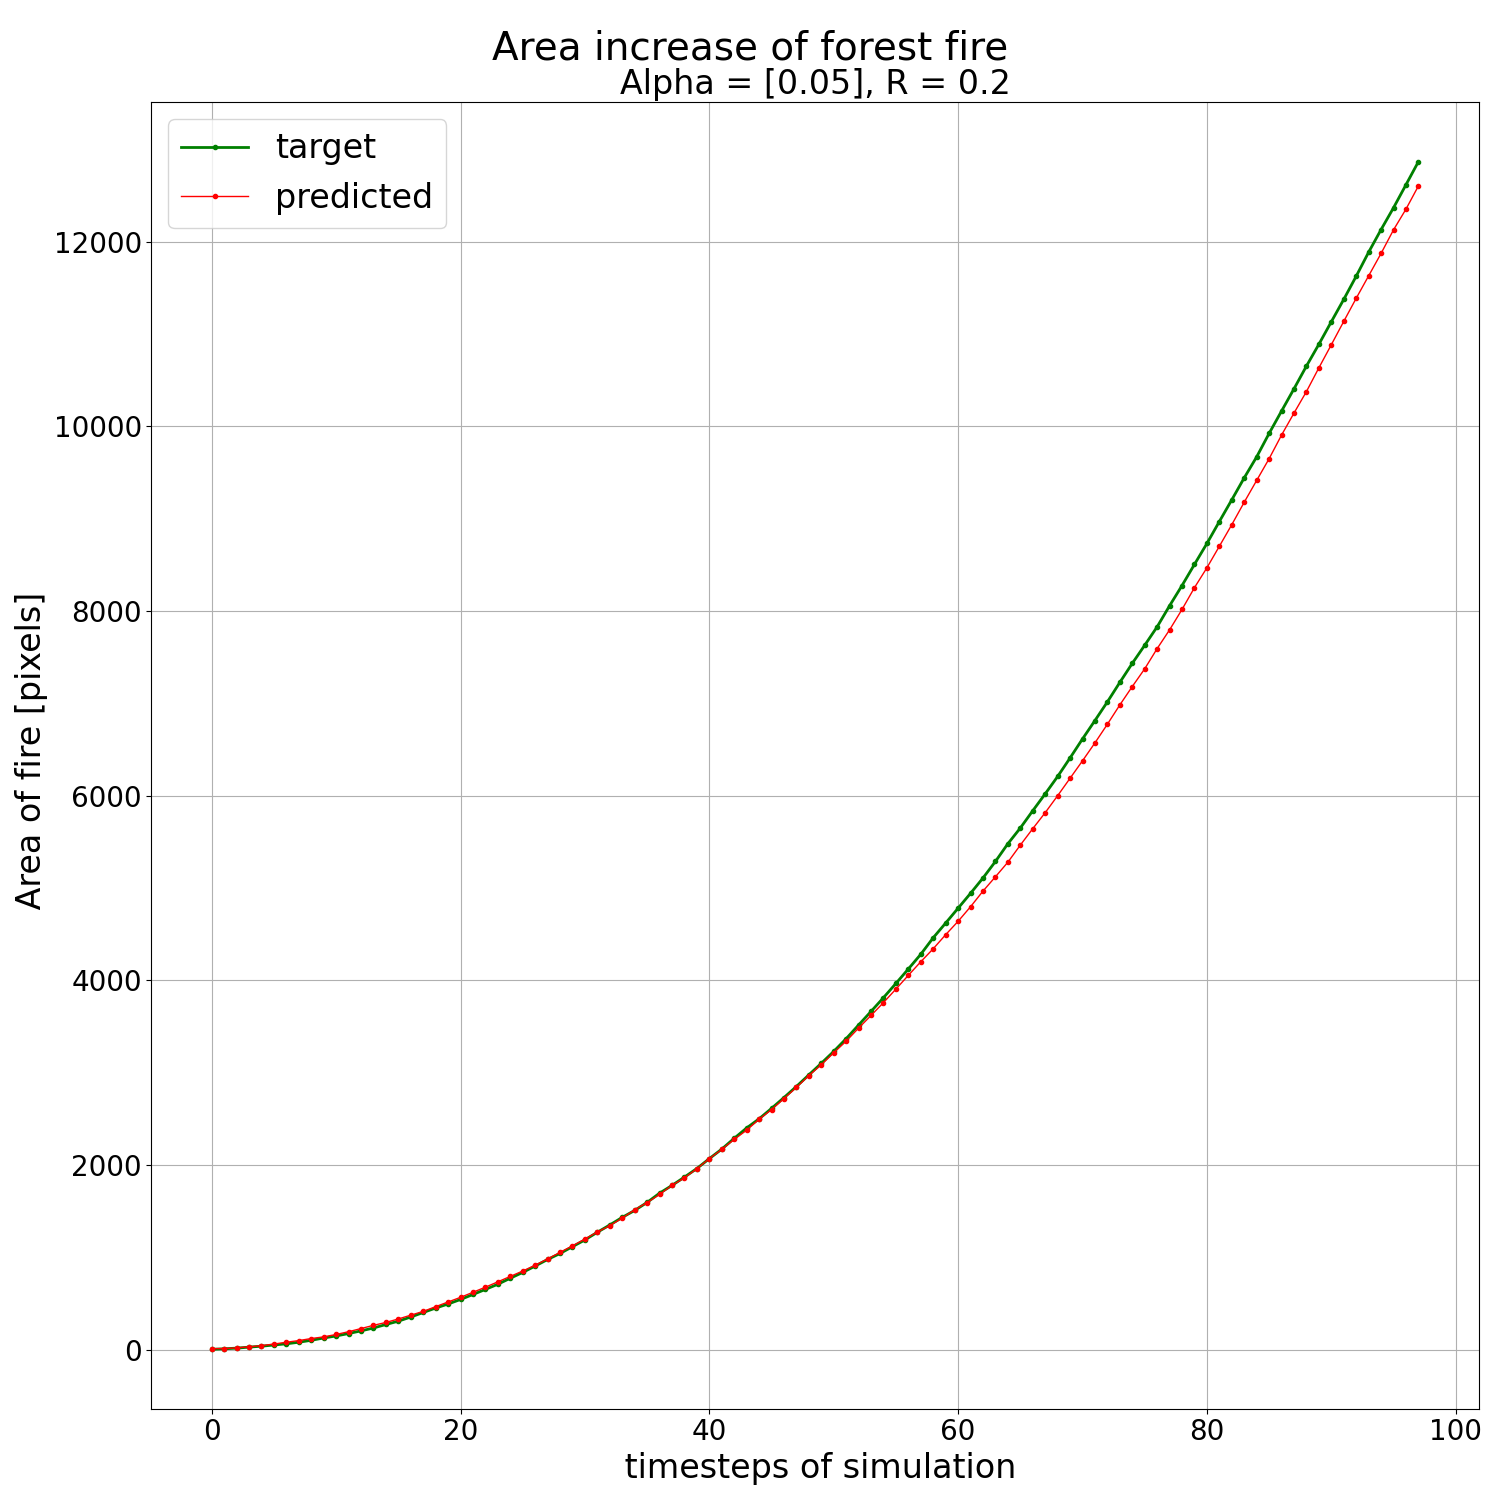 Area increase of forest fire
Alpha = [0.05], R = 0.2
target
predicted
12000
10000
8000
6000
4000
2000
0
Area of fire [pixels]
0 20 40 60 80 100
timesteps of simulation